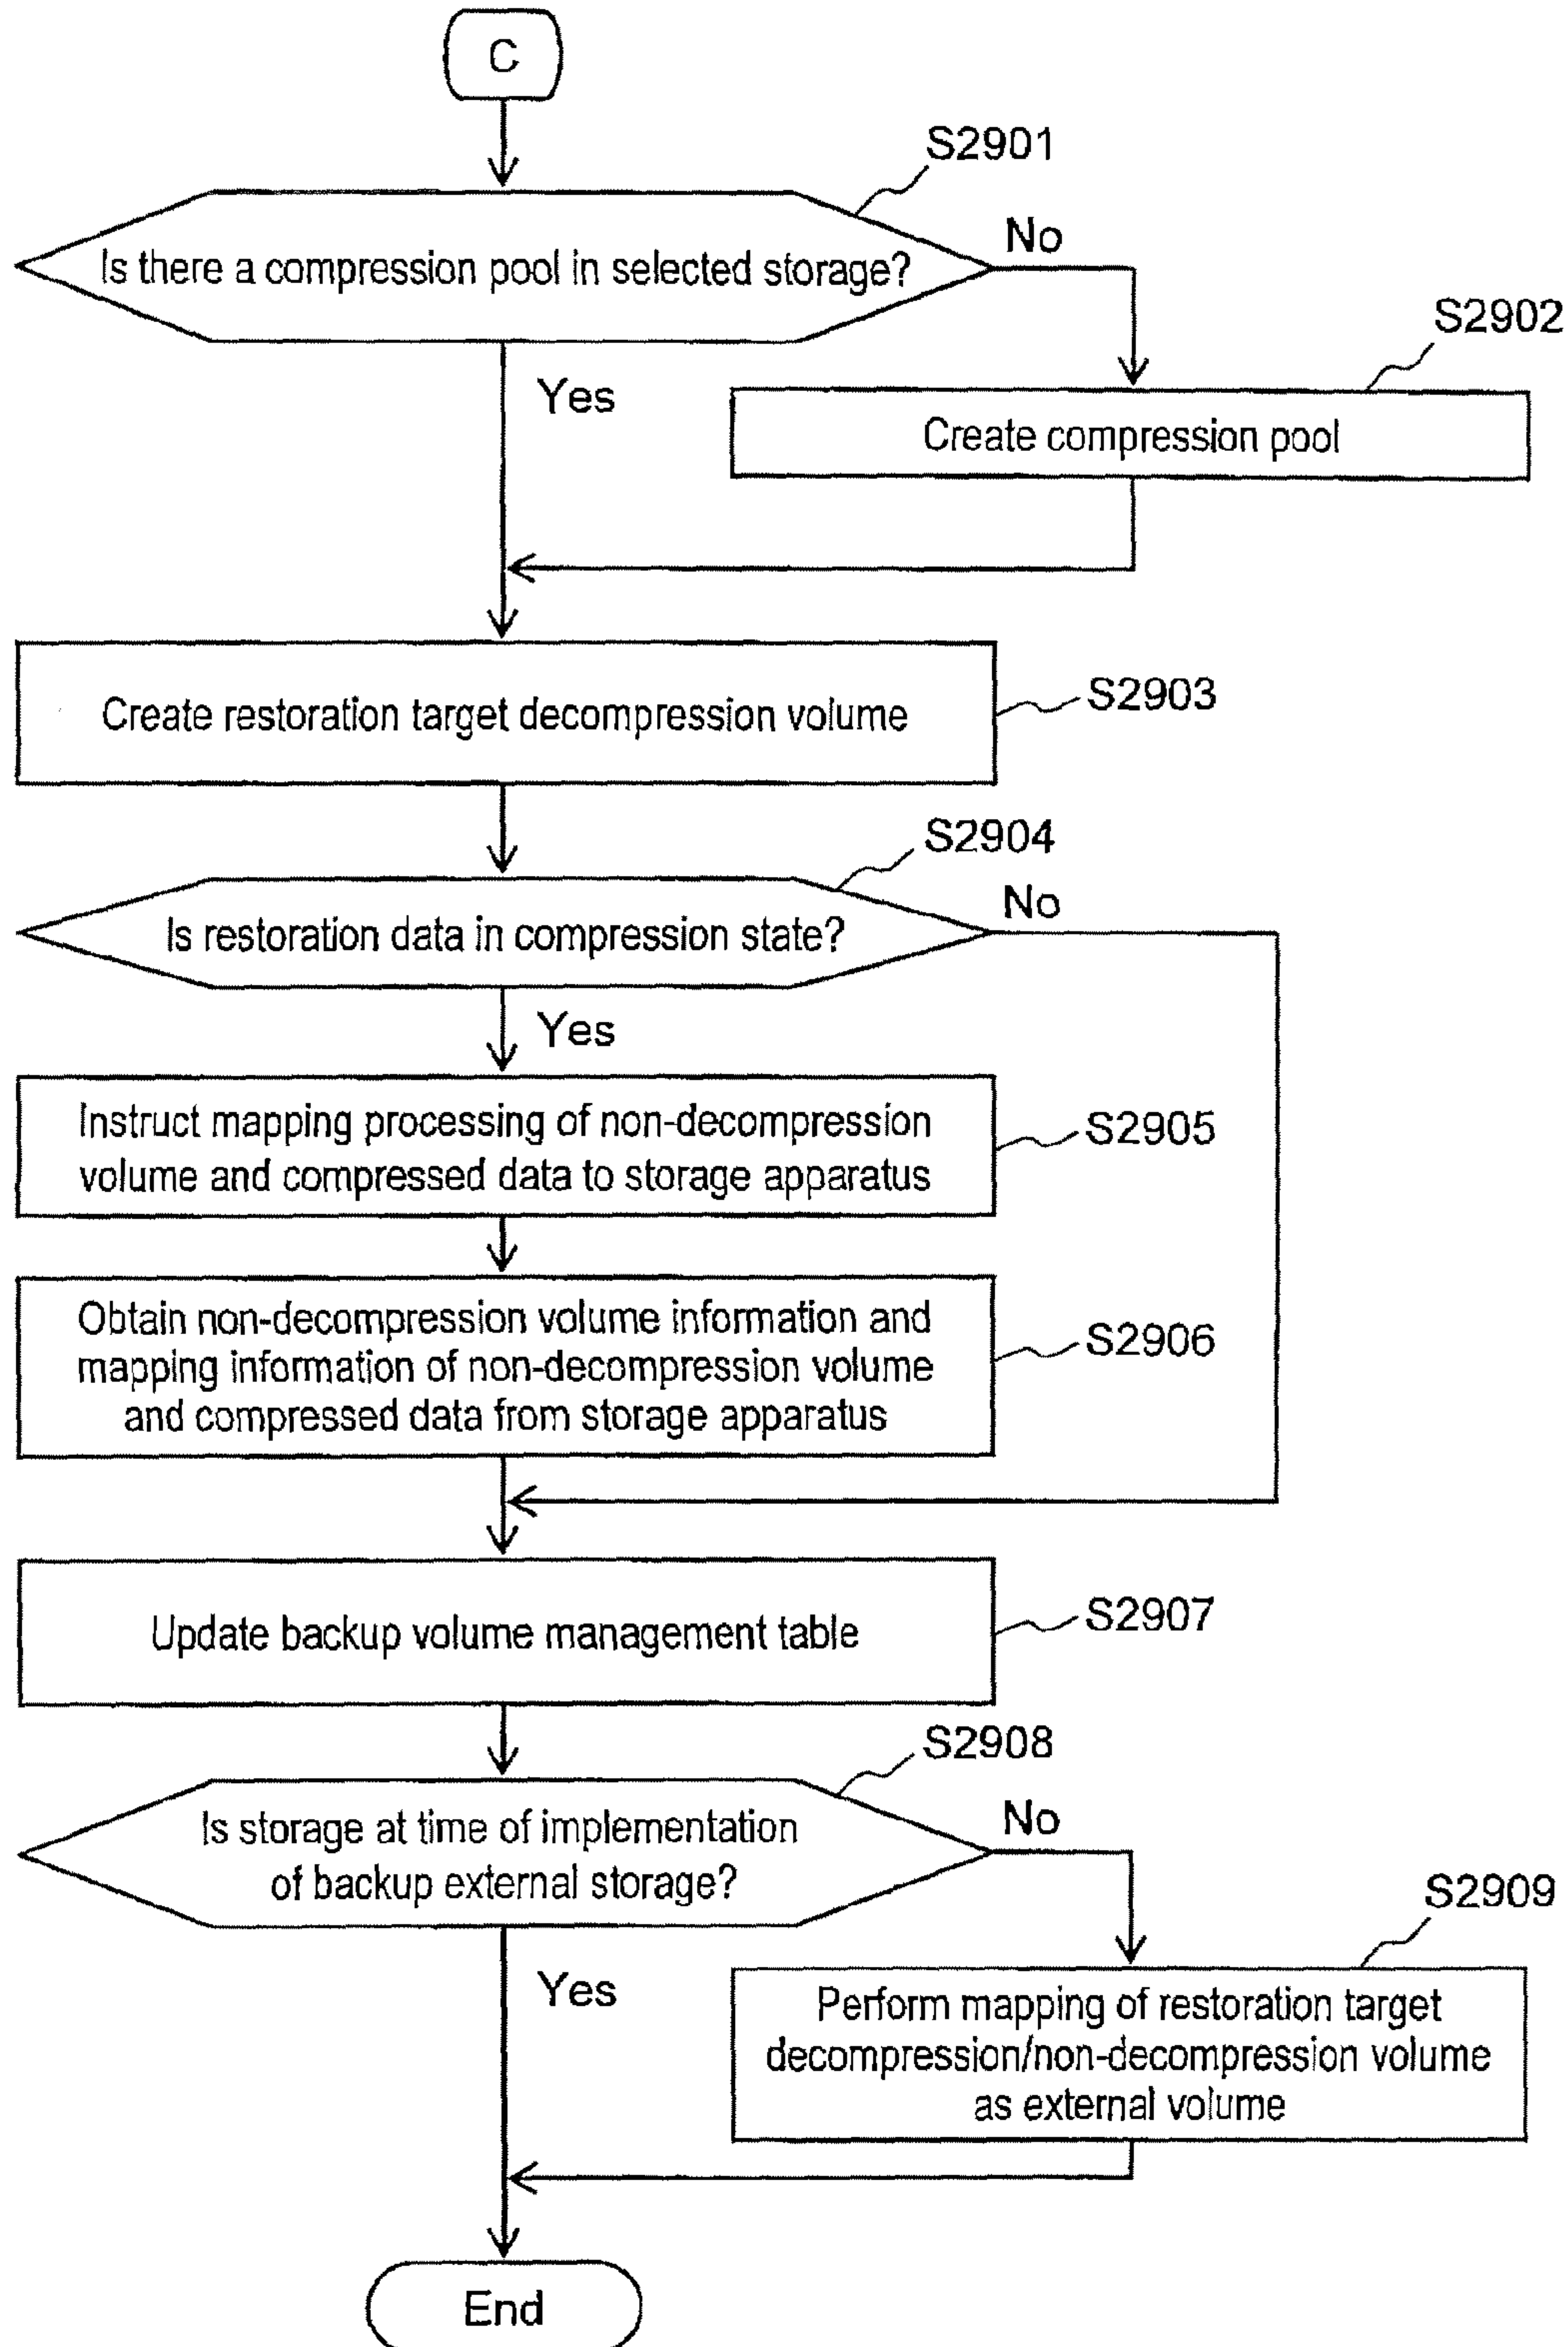 C
S2901
Is there a compression pool in selected storage?
No
S2902
Yes
Create compression pool
Create restoration target decompression volume
S2903
S2904
Is restoration data in compression state?
No
Yes
Instruct mapping processing of non-decompression
volume and compressed data to storage apparatus
S2905
Obtain non-decompression volume information and
mapping information of non-decompression volume
and compressed data from storage apparatus
S2906
Update backup volume management table
S2907
S2908
Is storage at time of implementation
of backup external storage?
No
S2909
Yes
Perform mapping of restoration target
decompression/non-decompression volume
as external volume
End